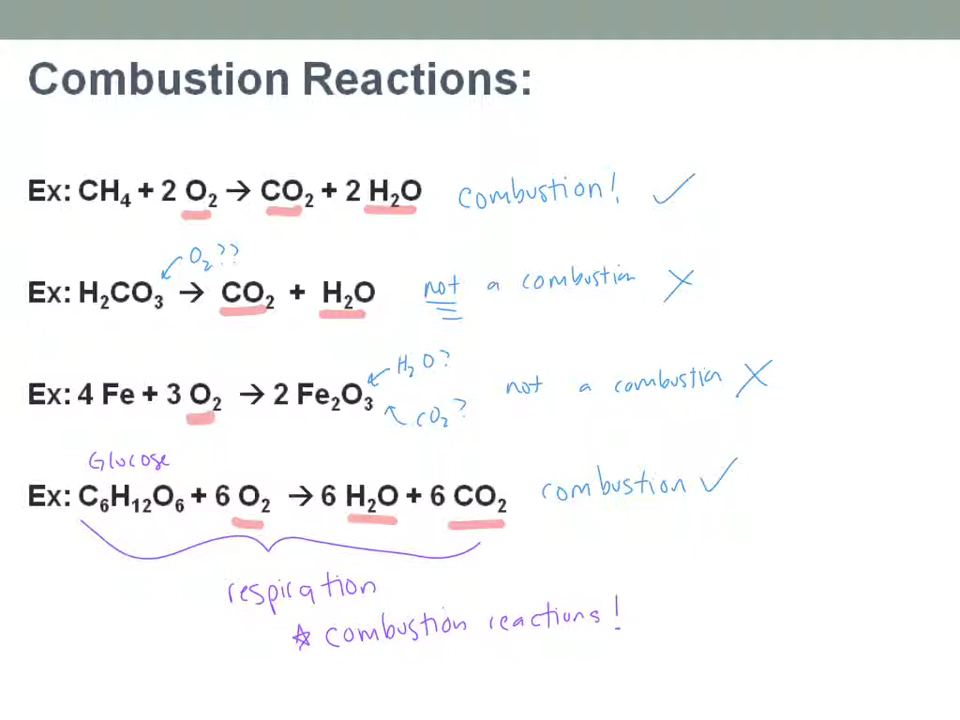 Combustion Reactions:
Ex: CH₄ + 2 O₂ → CO₂ + 2 H₂O combustion! ✓
O₂??
Ex: H₂CO₃ → CO₂ + H₂O not a combustion X
H₂O?
Ex: 4 Fe + 3 O₂ → 2 Fe₂O₃ not a combustion X
CO₂?
Glucose
Ex: C₆H₁₂O₆ + 6 O₂ → 6 H₂O + 6 CO₂ combustion ✓
respiration
☆ combustion reactions!